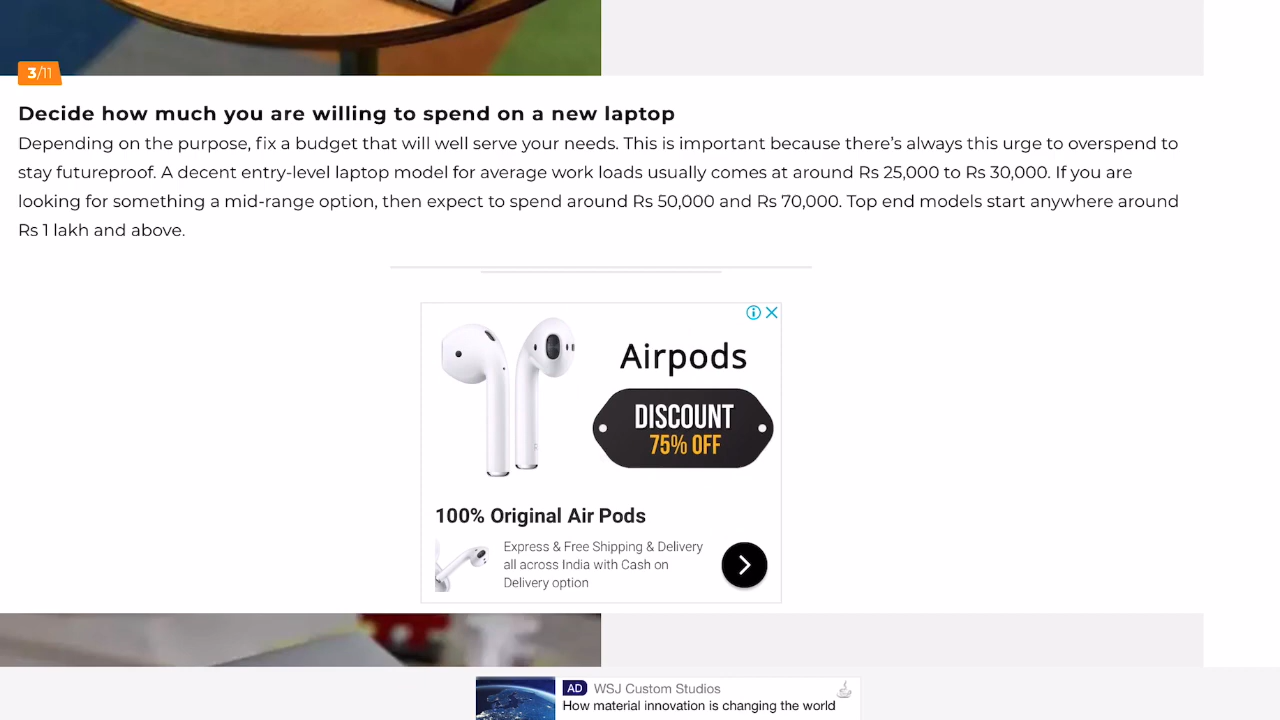 3/11
Decide how much you are willing to spend on a new laptop
Depending on the purpose, fix a budget that will well serve your needs. This is important because there’s always this urge to overspend to
stay futureproof. A decent entry-level laptop model for average work loads usually comes at around Rs 25,000 to Rs 30,000. If you are
looking for something a mid-range option, then expect to spend around Rs 50,000 and Rs 70,000. Top end models start anywhere around
Rs 1 lakh and above.
Airpods
DISCOUNT
75% OFF
100% Original Air Pods
Express & Free Shipping & Delivery
all across India with Cash on
Delivery option
AD WSJ Custom Studios
How material innovation is changing the world